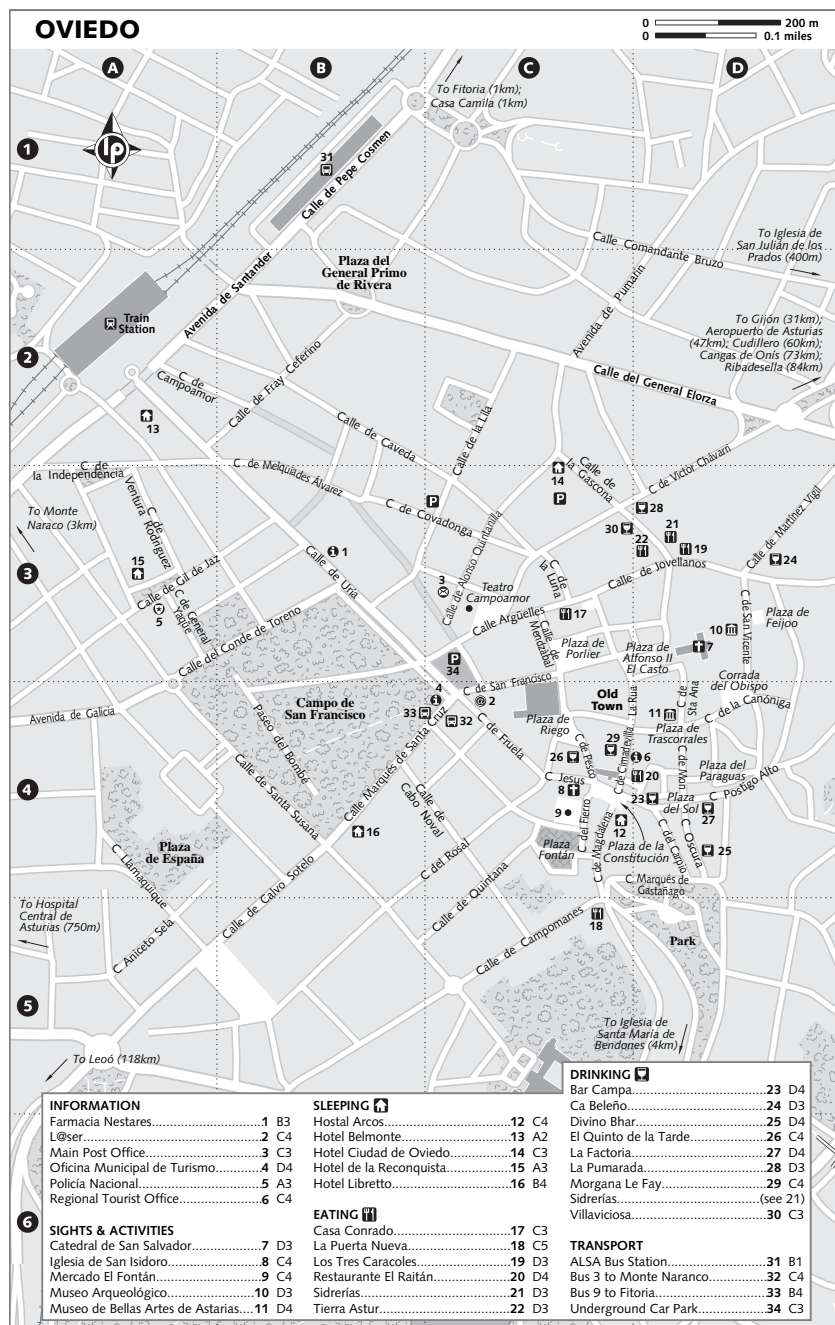 OVIEDO
0 200 m
0 0.1 miles
A
B
C
D
1
2
3
4
5
6
lp
To Fitoria (1km);
Casa Camila (1km)
31
Calle de Pepe Cosmen
To Iglesia de
San Julián de los
Prados (400m)
Calle Comandante Bruzo
Plaza del
General Primo
de Rivera
Avenida de Santander
Avenida de Pumarín
Train
Station
To Gijón (31km);
Aeropuerto de Asturias
(47km); Cudillero (60km);
Cangas de Onís (73km);
Ribadesella (84km)
Calle del General Elorza
C de
Campoamor
Calle de Fray Ceferino
13
Calle de Caveda
Calle de la Lila
C de
la Independencia
C de Melquiades Álvarez
Calle de
la Gascona
14
C de Victor Chávarri
C de
Ventura Rodríguez
C de Covadonga
P
P
28
30
21
22
19
Calle de Martínez Vigil
24
To Monte
Naraco (3km)
1
Calle de Uria
15
Calle de Gil de Jaz
5
C de General
Yagüe
3
Calle de Alonso Quintanilla
Teatro
Campoamor
C de
la Luna
Calle de Jovellanos
Calle Argüelles
17
Calle de
Mendzábal
Plaza de
Porlier
Plaza de
Affonso II
El Casto
10
7
C de San Vicente
Plaza de
Feijoo
Calle del Conde de Toreno
P
34
C de San Francisco
Corrada
del Obispo
Avenida de Galicia
Campo de
San Francisco
Paseo del Bombé
4
33
32
2
C de Fruela
Old
Town
La Rua
C de
Sta Ana
C de la Canóniga
Plaza de
Riego
11
Plaza de
Trascorrales
Calle Marqués de Santa Cruz
29
26
C de Pesco
C de Cimadevilla
6
20
C de Mon
Plaza del
Paraguas
C Postigo Alto
Calle de Santa Susana
Calle de
Cabo Noval
C Jesus
8
9
23
Plaza
del Sol
27
16
C del Fierro
C de Magdalena
12
C del Carpio
C Oscura
25
Plaza
de España
C Llamaquique
Plaza
Fontán
Plaza de la
Constitución
C del Rosal
Calle de Quintana
C Marqués de
Gastañago
Calle de Calvo Sotelo
To Hospital
Central de
Asturias (750m)
C Aniceto Sela
Calle de Campomanes
18
Park
To Iglesia de
Santa María de
Bendones (4km)
To Leoó (118km)
INFORMATION
Farmacia Nestares 1 B3
L@ser 2 C4
Main Post Office 3 C3
Oficina Municipal de Turismo 4 D4
Policía Nacional 5 A3
Regional Tourist Office 6 C4
SIGHTS & ACTIVITIES
Catedral de San Salvador 7 D3
Iglesia de San Isidoro 8 C4
Mercado El Fontán 9 C4
Museo Arqueológico 10 D3
Museo de Bellas Artes de Astarias 11 D4
SLEEPING
Hostal Arcos 12 C4
Hotel Belmonte 13 A2
Hotel Ciudad de Oviedo 14 C3
Hotel de la Reconquista 15 A3
Hotel Libretto 16 B4
EATING
Casa Conrado 17 C3
La Puerta Nueva 18 C5
Los Tres Caracoles 19 D3
Restaurante El Raitán 20 D4
Sidrerías 21 D3
Tierra Astur 22 D3
DRINKING
Bar Campa 23 D4
Ca Beleño 24 D3
Divino Bhar 25 D4
El Quinto de la Tarde 26 C4
La Factoria 27 D4
La Pumarada 28 D3
Morgana Le Fay 29 C4
Sidrerías (see 21)
Villaviciosa 30 C3
TRANSPORT
ALSA Bus Station 31 B1
Bus 3 to Monte Naranco 32 C4
Bus 9 to Fitoria 33 B4
Underground Car Park 34 C3